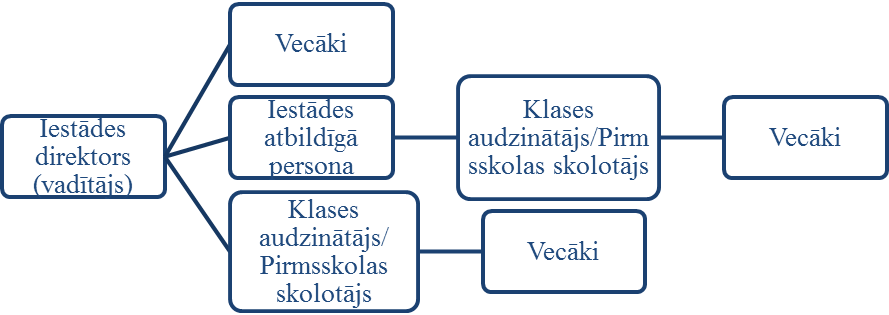 Vecāki
Iestādes
direktors
(vadītājs)
Iestādes
atbildīgā
persona
Klases
audzinātājs/Pirm
sskolas skolotājs
Vecāki
Klases
audzinātājs/
Pirmsskolas
skolotājs
Vecāki